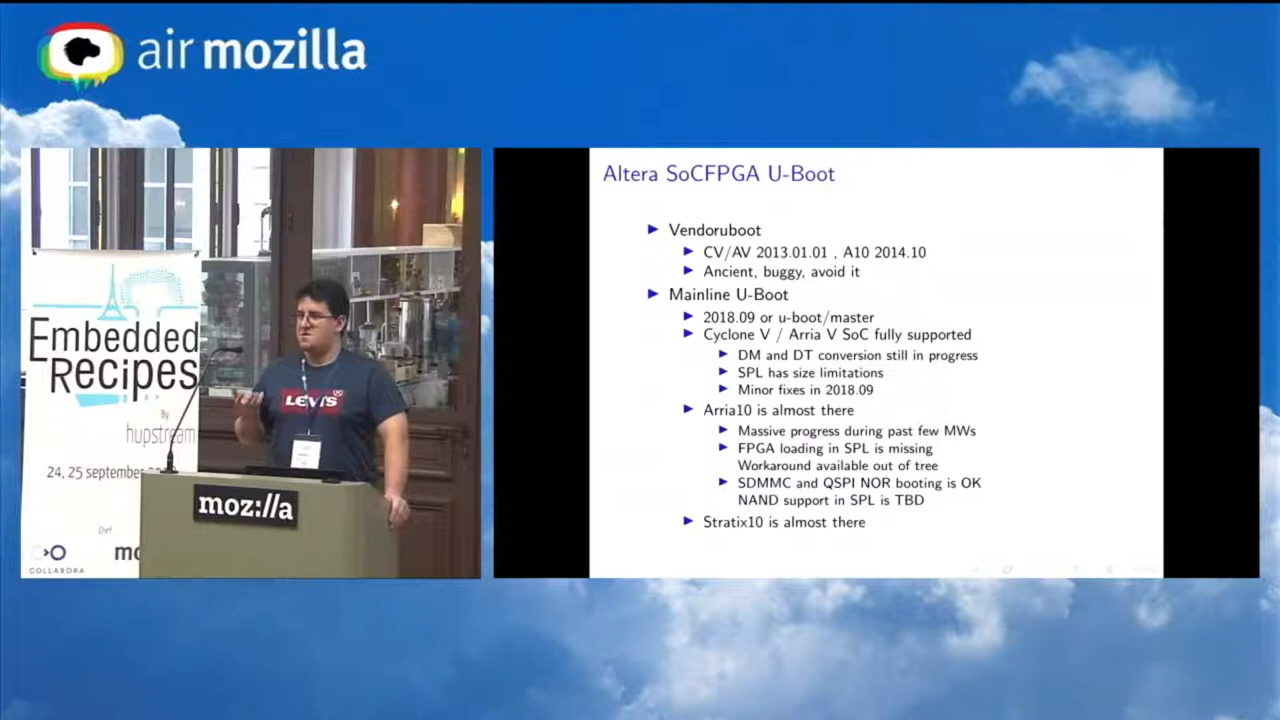 air mozilla
Embedded
Recipes
By
hupstream
24, 25 september
COLLABORA
LEVI'S
moz://a
Altera SoCFPGA U-Boot
Vendoruboot
CV/AV 2013.01.01 , A10 2014.10
Ancient, buggy, avoid it
Mainline U-Boot
2018.09 or u-boot/master
Cyclone V / Arria V SoC fully supported
DM and DT conversion still in progress
SPL has size limitations
Minor fixes in 2018.09
Arria10 is almost there
Massive progress during past few MWs
FPGA loading in SPL is missing
Workaround available out of tree
SDMMC and QSPI NOR booting is OK
NAND support in SPL is TBD
Stratix10 is almost there